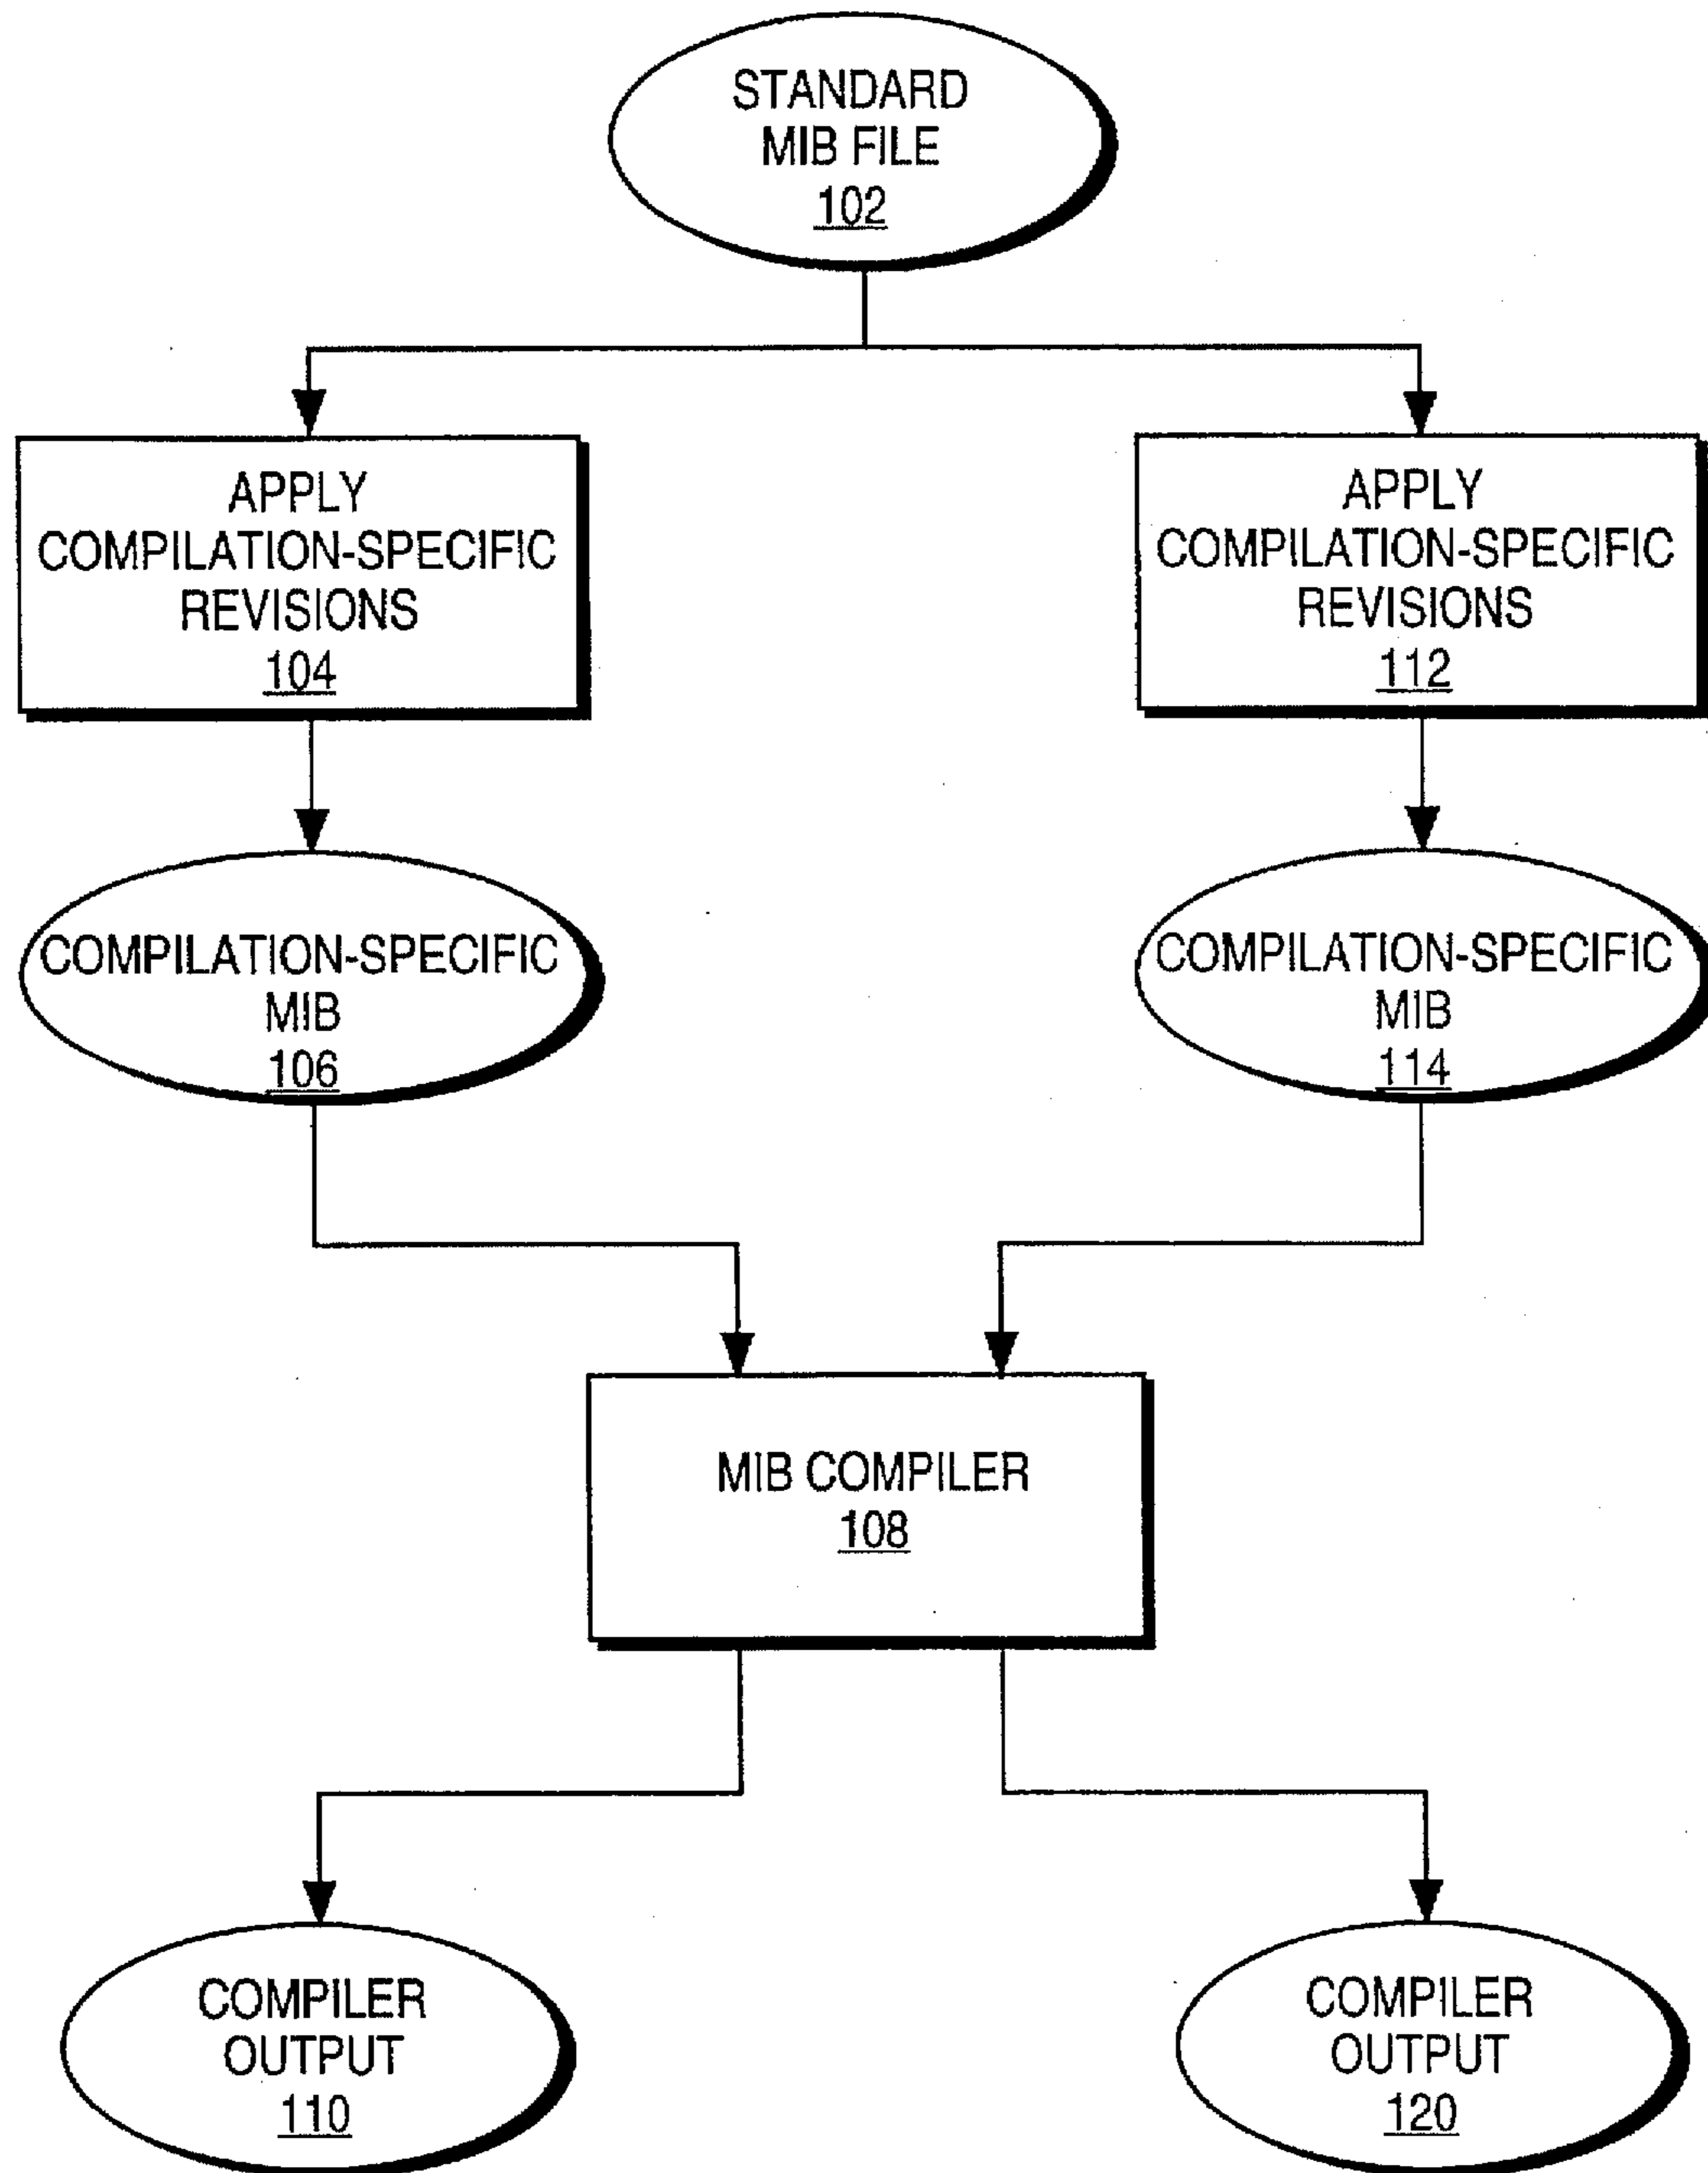 STANDARD
MIB FILE
102
APPLY
COMPILATION-SPECIFIC
REVISIONS
104
APPLY
COMPILATION-SPECIFIC
REVISIONS
112
COMPILATION-SPECIFIC
MIB
106
COMPILATION-SPECIFIC
MIB
114
MIB COMPILER
108
COMPILER
OUTPUT
110
COMPILER
OUTPUT
120